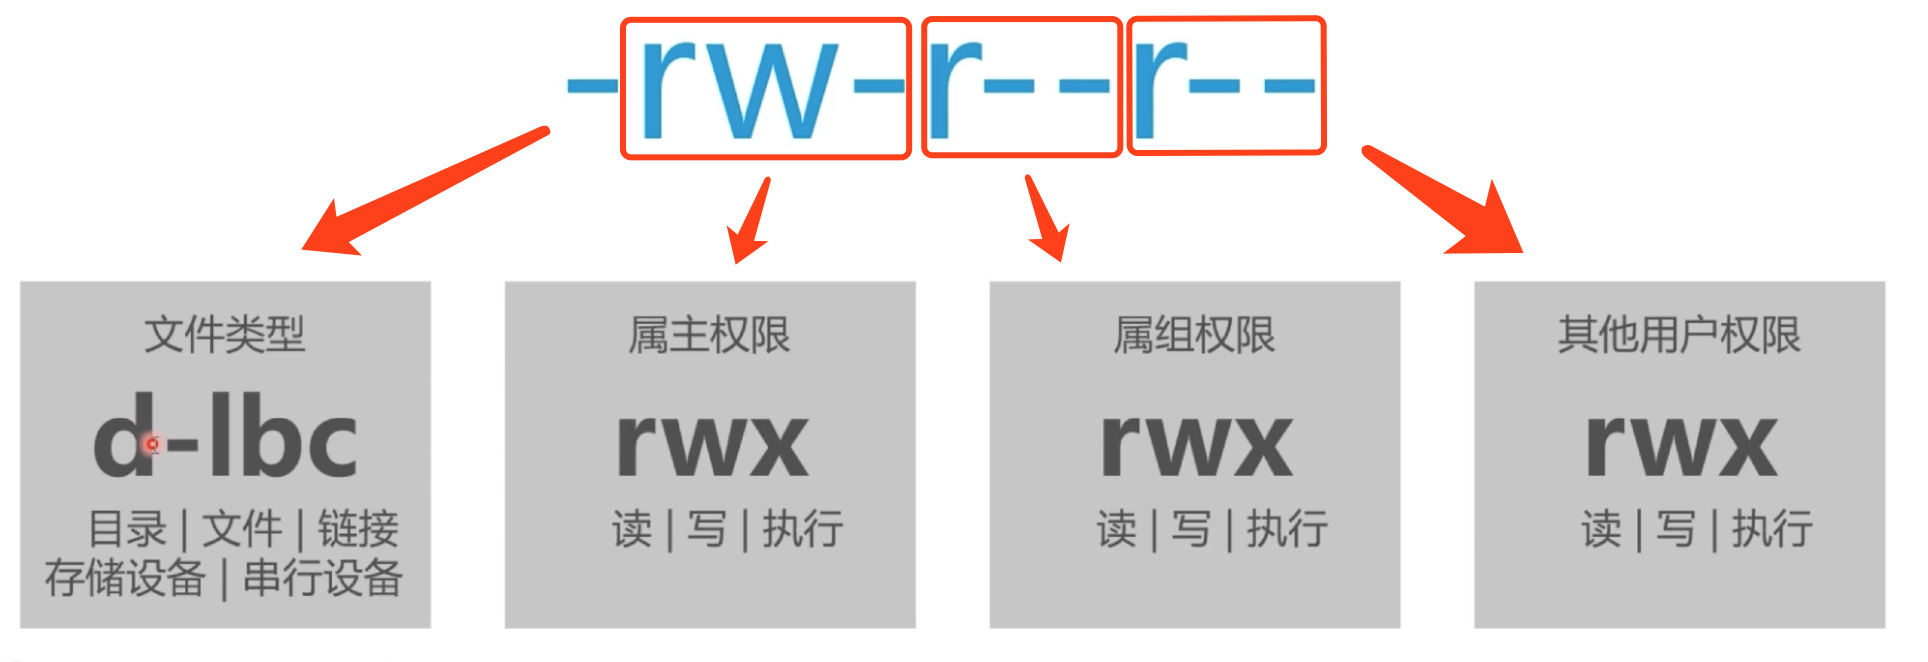 -rw-r--r--
文件类型
d-lbc
目录 | 文件 | 链接
存储设备 | 串行设备
属主权限
rwx
读 | 写 | 执行
属组权限
rwx
读 | 写 | 执行
其他用户权限
rwx
读 | 写 | 执行